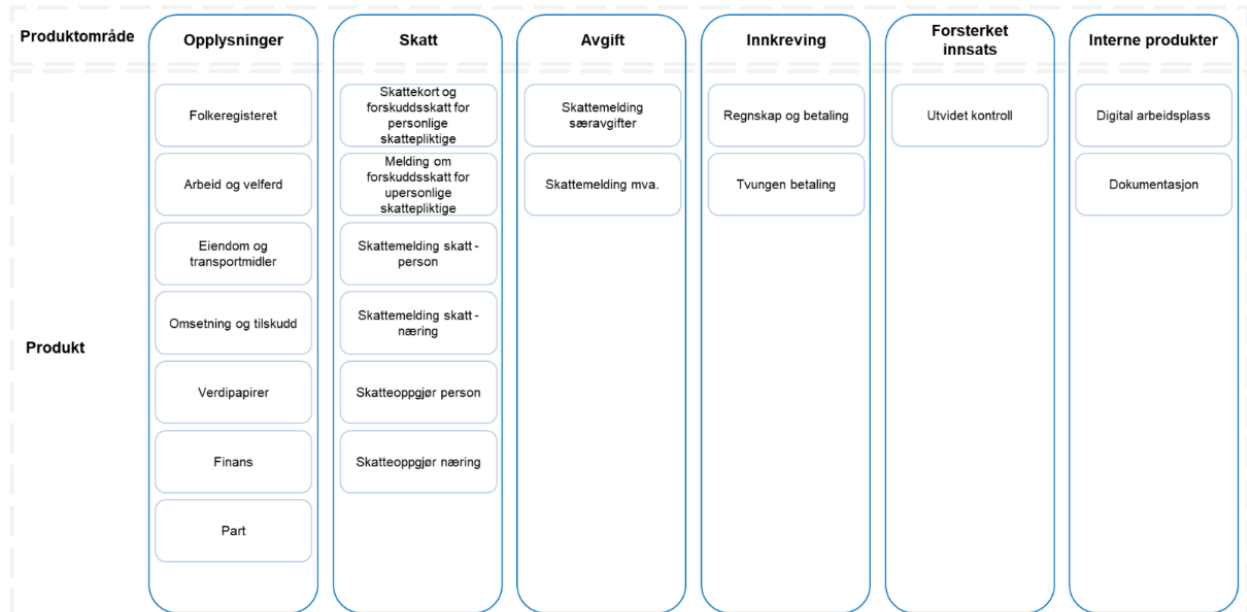 Produktområde
Opplysninger
Skatt
Avgift
Innkreving
Forsterket
innsats
Interne produkter
Produkt
Folkeregisteret
Arbeid og velferd
Eiendom og
transportmidler
Omsetning og tilskudd
Verdipapirer
Finans
Part
Skattekort og
forskuddsskatt for
personlige
skattepliktige
Melding om
forskuddsskatt for
upersonlige
skattepliktige
Skattemelding skatt -
person
Skattemelding skatt -
næring
Skatteoppgjør person
Skatteoppgjør næring
Skattemelding
særavgifter
Skattemelding mva.
Regnskap og betaling
Tvungen betaling
Utvidet kontroll
Digital arbeidsplass
Dokumentasjon